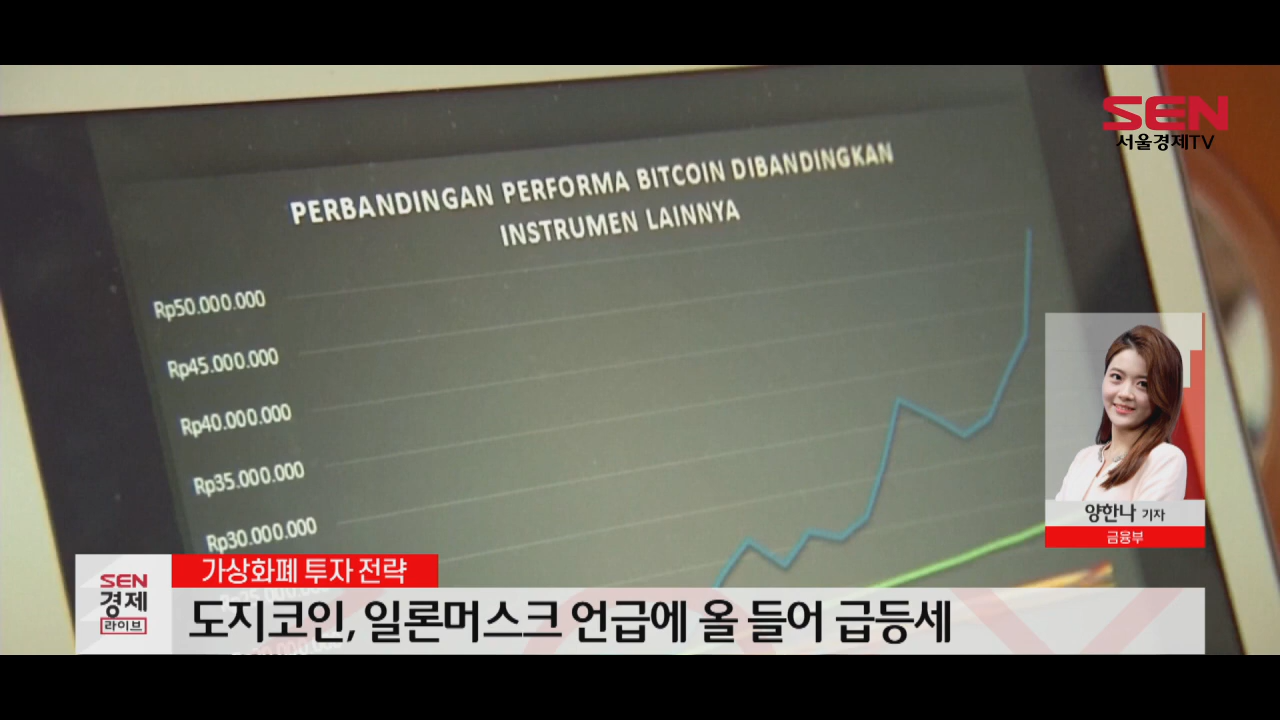 SEN
서울경제TV
PERBANDINGAN PERFORMA BITCOIN DIBANDINGKAN
INSTRUMEN LAINNYA
Rp50.000.000
Rp45.000.000
Rp40.000.000
Rp35.000.000
Rp30.000.000
양한나 기자
금융부
SEN
경제
라이브
가상화폐 투자 전략
도지코인, 일론머스크 언급에 올 들어 급등세